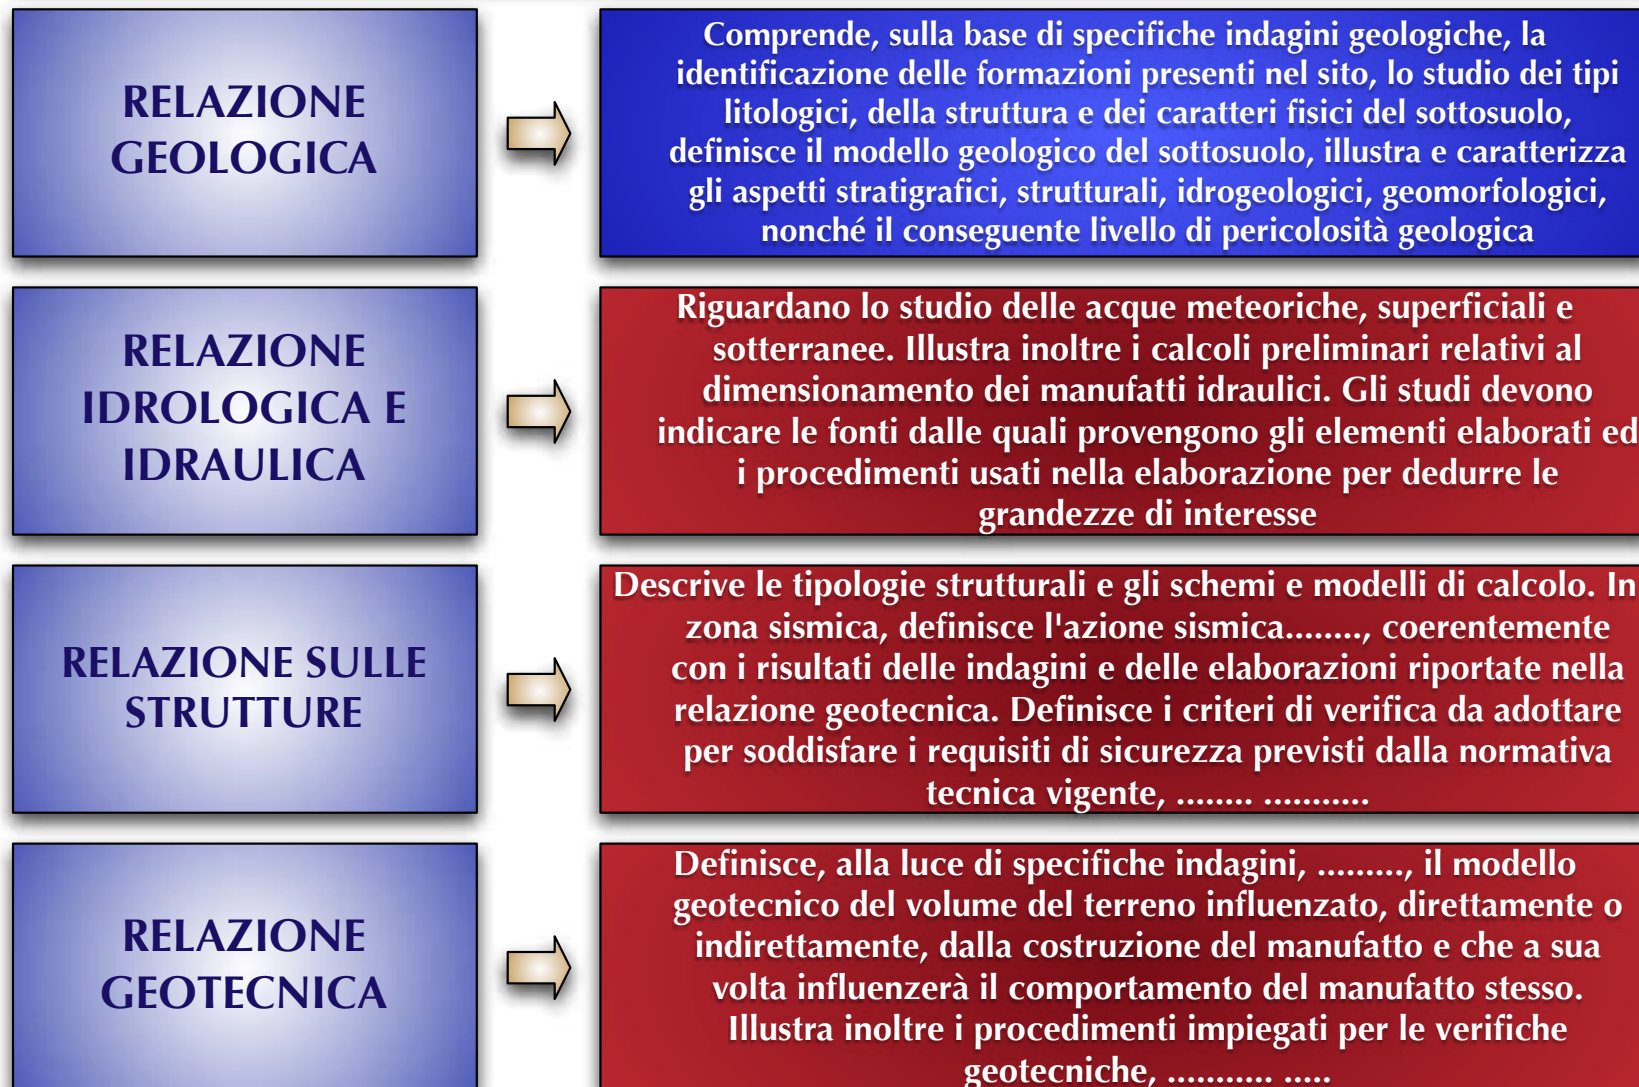 RELAZIONE
GEOLOGICA
Comprende, sulla base di specifiche indagini geologiche, la
identificazione delle formazioni presenti nel sito, lo studio dei tipi
litologici, della struttura e dei caratteri fisici del sottosuolo,
definisce il modello geologico del sottosuolo, illustra e caratterizza
gli aspetti stratigrafici, strutturali, idrogeologici, geomorfologici,
nonché il conseguente livello di pericolosità geologica
RELAZIONE
IDROLOGICA E
IDRAULICA
Riguardano lo studio delle acque meteoriche, superficiali e
sotterranee. Illustra inoltre i calcoli preliminari relativi al
dimensionamento dei manufatti idraulici. Gli studi devono
indicare le fonti dalle quali provengono gli elementi elaborati ed
i procedimenti usati nella elaborazione per dedurre le
grandezze di interesse
RELAZIONE SULLE
STRUTTURE
Descrive le tipologie strutturali e gli schemi e modelli di calcolo. In
zona sismica, definisce l'azione sismica........, coerentemente
con i risultati delle indagini e delle elaborazioni riportate nella
relazione geotecnica. Definisce i criteri di verifica da adottare
per soddisfare i requisiti di sicurezza previsti dalla normativa
tecnica vigente, ........ ...........
RELAZIONE
GEOTECNICA
Definisce, alla luce di specifiche indagini, ........., il modello
geotecnico del volume del terreno influenzato, direttamente o
indirettamente, dalla costruzione del manufatto e che a sua
volta influenzerà il comportamento del manufatto stesso.
Illustra inoltre i procedimenti impiegati per le verifiche
geotecniche, ........... .....